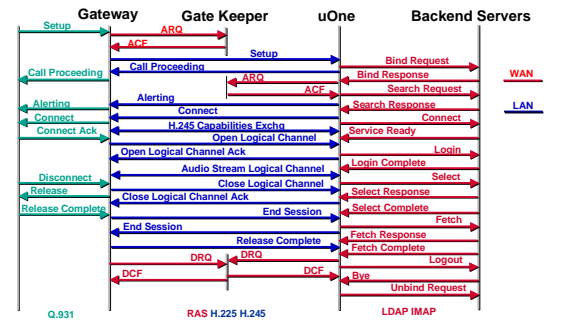 Gateway Gate Keeper uOne Backend Servers
Setup
ARQ
ACF
Setup
Bind Request
Call Proceeding
Call Proceeding
Bind Response
WAN
ARQ
ACF
Search Request
Alerting
Alerting
Search Response
LAN
Connect
Connect
Connect
Connect Ack
H.245 Capabilities Exchg
Service Ready
Open Logical Channel
Open Logical Channel Ack
Login
Login Complete
Audio Stream Logical Channel
Disconnect
Close Logical Channel
Select
Release
Close Logical Channel Ack
Select Response
Release Complete
End Session
Select Complete
Fetch
End Session
Fetch Response
Release Complete
Fetch Complete
DRQ
DRQ
Logout
DCF
DCF
Bye
Unbind Request
Q.931
RAS H.225 H.245
LDAP IMAP